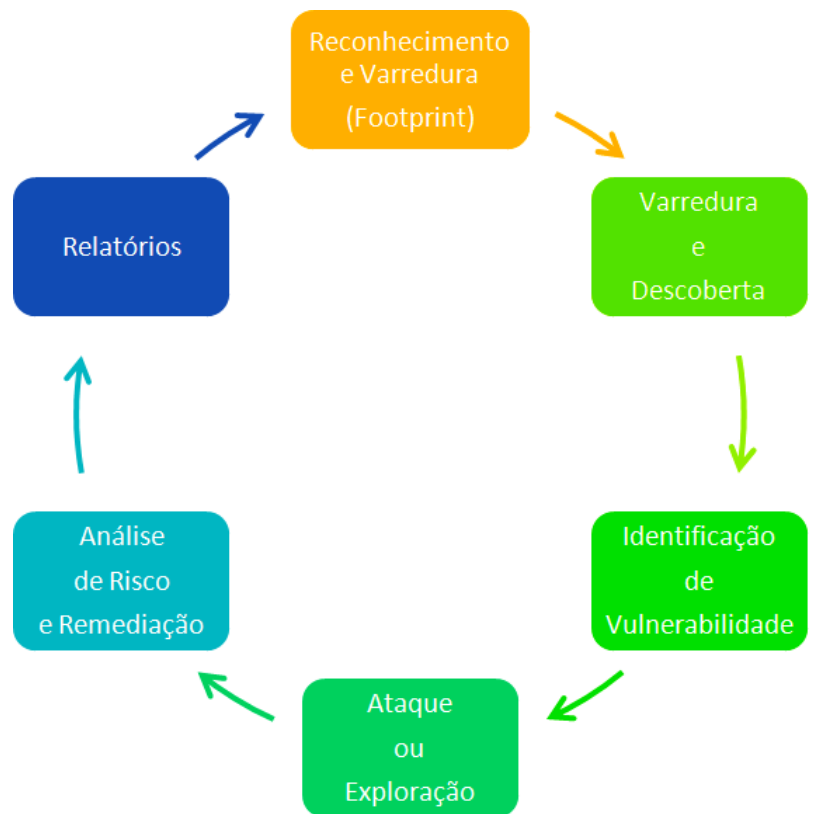 Reconhecimento
e Varredura
(Footprint)
Varredura
e
Descoberta
Identificação
de
Vulnerabilidade
Ataque
ou
Exploração
Análise
de Risco
e Remediação
Relatórios